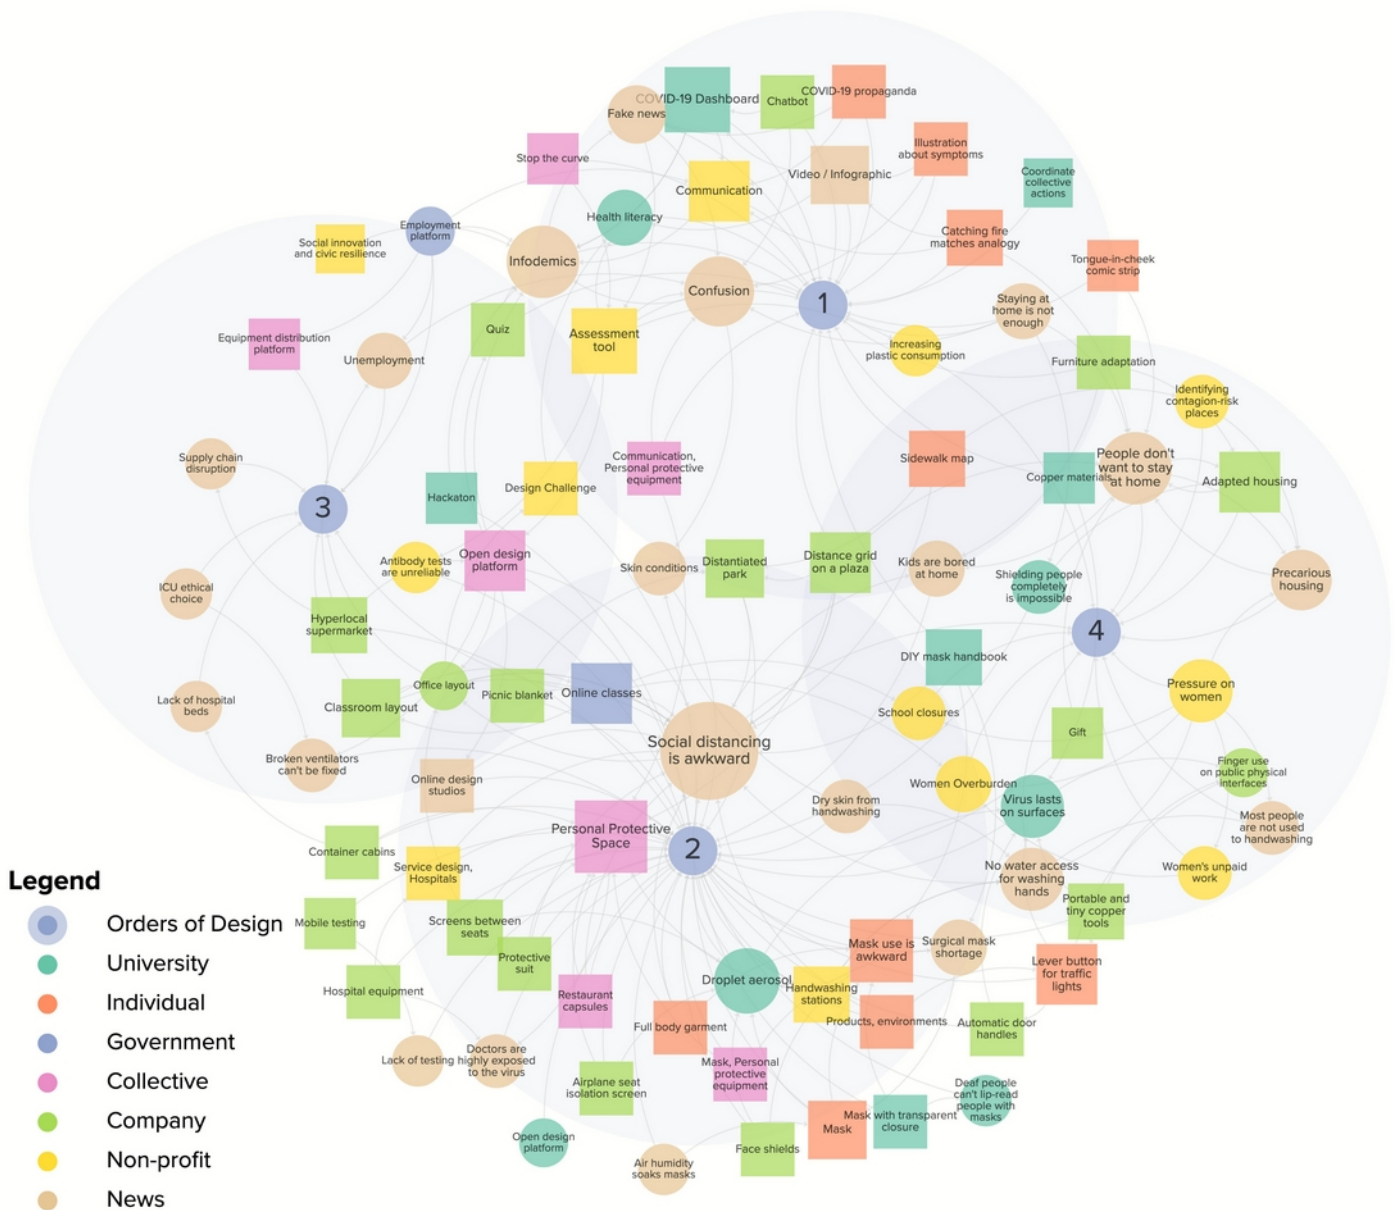 COVID-19 Dashboard
Fake news
Chatbot
COVID-19 propaganda
Stop the curve
Illustration
about symptoms
Video / Infographic
Communication
Coordinate
collective
actions
Health literacy
Employment
platform
Social innovation
and civic resilience
Infodemics
Catching fire
matches analogy
Tongue-in-cheek
comic strip
Confusion
1
Staying at
home is not
enough
Quiz
Assessment
tool
Equipment distribution
platform
Unemployment
Increasing
plastic consumption
Furniture adaptation
Identifying
contagion-risk
places
Supply chain
disruption
3
Hackaton
Design Challenge
Communication,
Personal protective
equipment
Sidewalk map
Copper materials
People don't
want to stay
at home
Adapted housing
Antibody tests
are unreliable
Open design
platform
Skin conditions
Distantiated
park
Distance grid
on a plaza
Kids are bored
at home
Shielding people
completely
is impossible
Precarious
housing
ICU ethical
choice
Hyperlocal
supermarket
4
DIY mask handbook
Lack of hospital
beds
Classroom layout
Office layout
Picnic blanket
Online classes
School closures
Pressure on
women
Social distancing
is awkward
Gift
Broken ventilators
can't be fixed
Online design
studios
Dry skin from
handwashing
Women Overburden
Virus lasts
on surfaces
Finger use
on public physical
interfaces
Most people
are not used
to handwashing
Personal Protective
Space
2
Container cabins
Service design,
Hospitals
No water access
for washing
hands
Women's unpaid
work
Portable and
tiny copper
tools
Mobile testing
Screens between
seats
Protective
suit
Mask use is
awkward
Surgical mask
shortage
Lever button
for traffic
lights
Hospital equipment
Restaurant
capsules
Droplet aerosol
Handwashing
stations
Full body garment
Products, environments
Automatic door
handles
Lack of testing
Doctors are
highly exposed
to the virus
Airplane seat
isolation screen
Mask, Personal
protective
equipment
Deaf people
can't lip-read
people with
masks
Open design
platform
Face shields
Mask
Mask with transparent
closure
Air humidity
soaks masks
Legend
Orders of Design
University
Individual
Government
Collective
Company
Non-profit
News